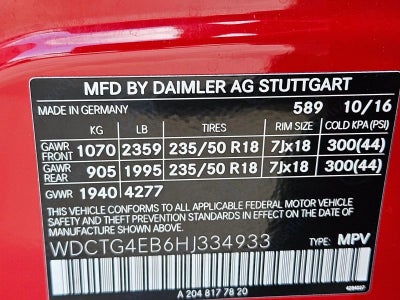 MFD BY DAIMLER AG STUTTGART
MADE IN GERMANY 589 10/16
KG LB TIRES RIM SIZE COLD KPA (PSI)
GAWR FRONT 1070 2359 235/50 R18 7Jx18 300(44)
GAWR REAR 905 1995 235/50 R18 7Jx18 300(44)
GVWR 1940 4277
THIS VEHICLE CONFORMS TO ALL APPLICABLE FEDERAL MOTOR VEHICLE
SAFETY AND THEFT PREVENTION STANDARDS IN EFFECT ON THE DATE OF
MANUFACTURE SHOWN ABOVE.
WDCTG4EB6HJ334933 TYPE: MPV
A 204 817 78 20